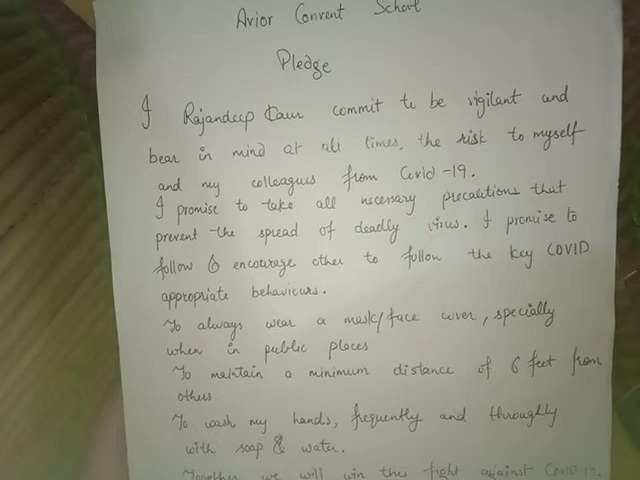 Avior Convent School
Pledge
I Rajandeep Kaur commit to be vigilant and
bear in mind at all times, the risk to myself
and my colleagues from Covid-19.
I promise to take all necessary precautions that
prevent the spread of deadly virus. I promise to
follow & encourage other to follow the key COVID
appropriate behaviours.
To always wear a mask/face cover, specially
when in public places
To maintain a minimum distance of 6 feet from
others.
To wash my hands, frequently and throughly
with soap & water.
Together we will win this fight against Covid-19.